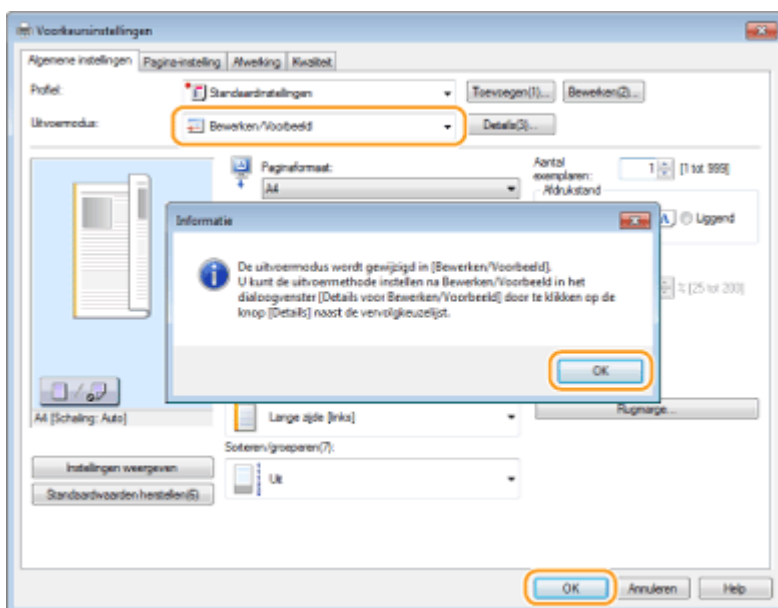 Voorkeursinstellingen
Algemene instellingen Pagina-instelling Afwerking Kwaliteit
Profiel: Standaardinstellingen Toevoegen(1)... Bewerken(2)...
Uitvoermodus: Bewerken/Voorbeeld Details(3)...
Paginaformaat: Aantal exemplaren: 1 [1 tot 999]
A4
Afdrukstand
A Liggend
Informatie
De uitvoermodus wordt gewijzigd in [Bewerken/Voorbeeld].
U kunt de uitvoermethode instellen na Bewerken/Voorbeeld in het
dialoogvenster [Details voor Bewerken/Voorbeeld] door te klikken op de
knop [Details] naast de vervolgkeuzelijst.
% [25 tot 200]
OK
A4 [Schaling: Auto]
Lange zijde [links]
Rugmarge...
Sorteren/groeperen(7):
Instellingen weergeven
Uit
Standaardwaarden herstellen(6)
OK Annuleren Help